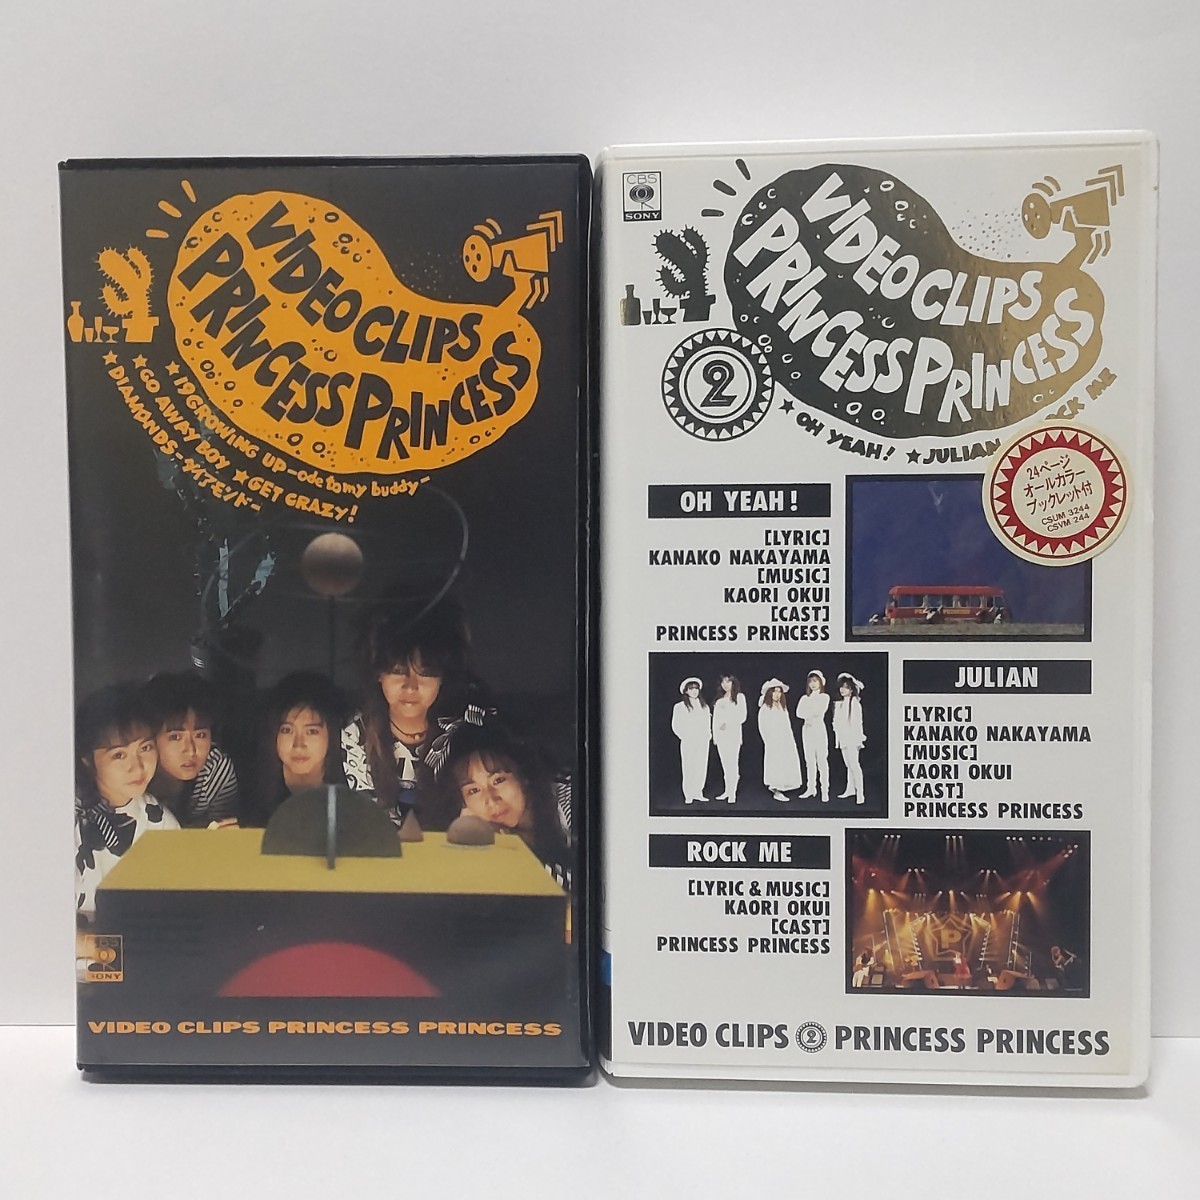 VIDEO CLIPS
PRINCESS PRINCESS
★19 GROWING UP -ode to my buddy-
★GO AWAY BOY ★GET CRAZY!
★DIAMONDS-ダイアモンド-
CBS
SONY
VIDEO CLIPS PRINCESS PRINCESS
CBS
SONY
VIDEO CLIPS
PRINCESS PRINCESS
2
★OH YEAH! ★JULIAN ROCK ME
24ページ
オールカラー
ブックレット付
CSUM 3244
CSVM 244
OH YEAH!
[LYRIC]
KANAKO NAKAYAMA
[MUSIC]
KAORI OKUI
[CAST]
PRINCESS PRINCESS
JULIAN
[LYRIC]
KANAKO NAKAYAMA
[MUSIC]
KAORI OKUI
[CAST]
PRINCESS PRINCESS
ROCK ME
[LYRIC & MUSIC]
KAORI OKUI
[CAST]
PRINCESS PRINCESS
P
VIDEO CLIPS 2 PRINCESS PRINCESS